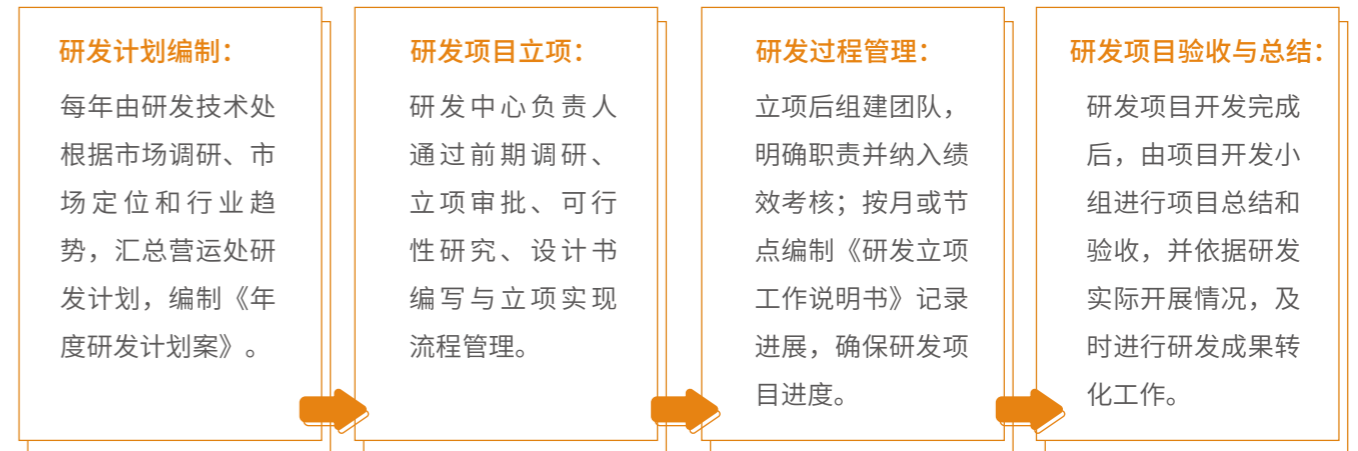 研发计划编制：
每年由研发技术处
根据市场调研、市
场定位和行业趋
势，汇总营运处研
发计划，编制《年
度研发计划案》。
研发项目立项：
研发中心负责人
通过前期调研、
立项审批、可行
性研究、设计书
编写与立项实现
流程管理。
研发过程管理：
立项后组建团队，
明确职责并纳入绩
效考核；按月或节
点编制《研发立项
工作说明书》记录
进展，确保研发项
目进度。
研发项目验收与总结：
研发项目开发完成
后，由项目开发小
组进行项目总结和
验收，并依据研发
实际开展情况，及
时进行研发成果转
化工作。